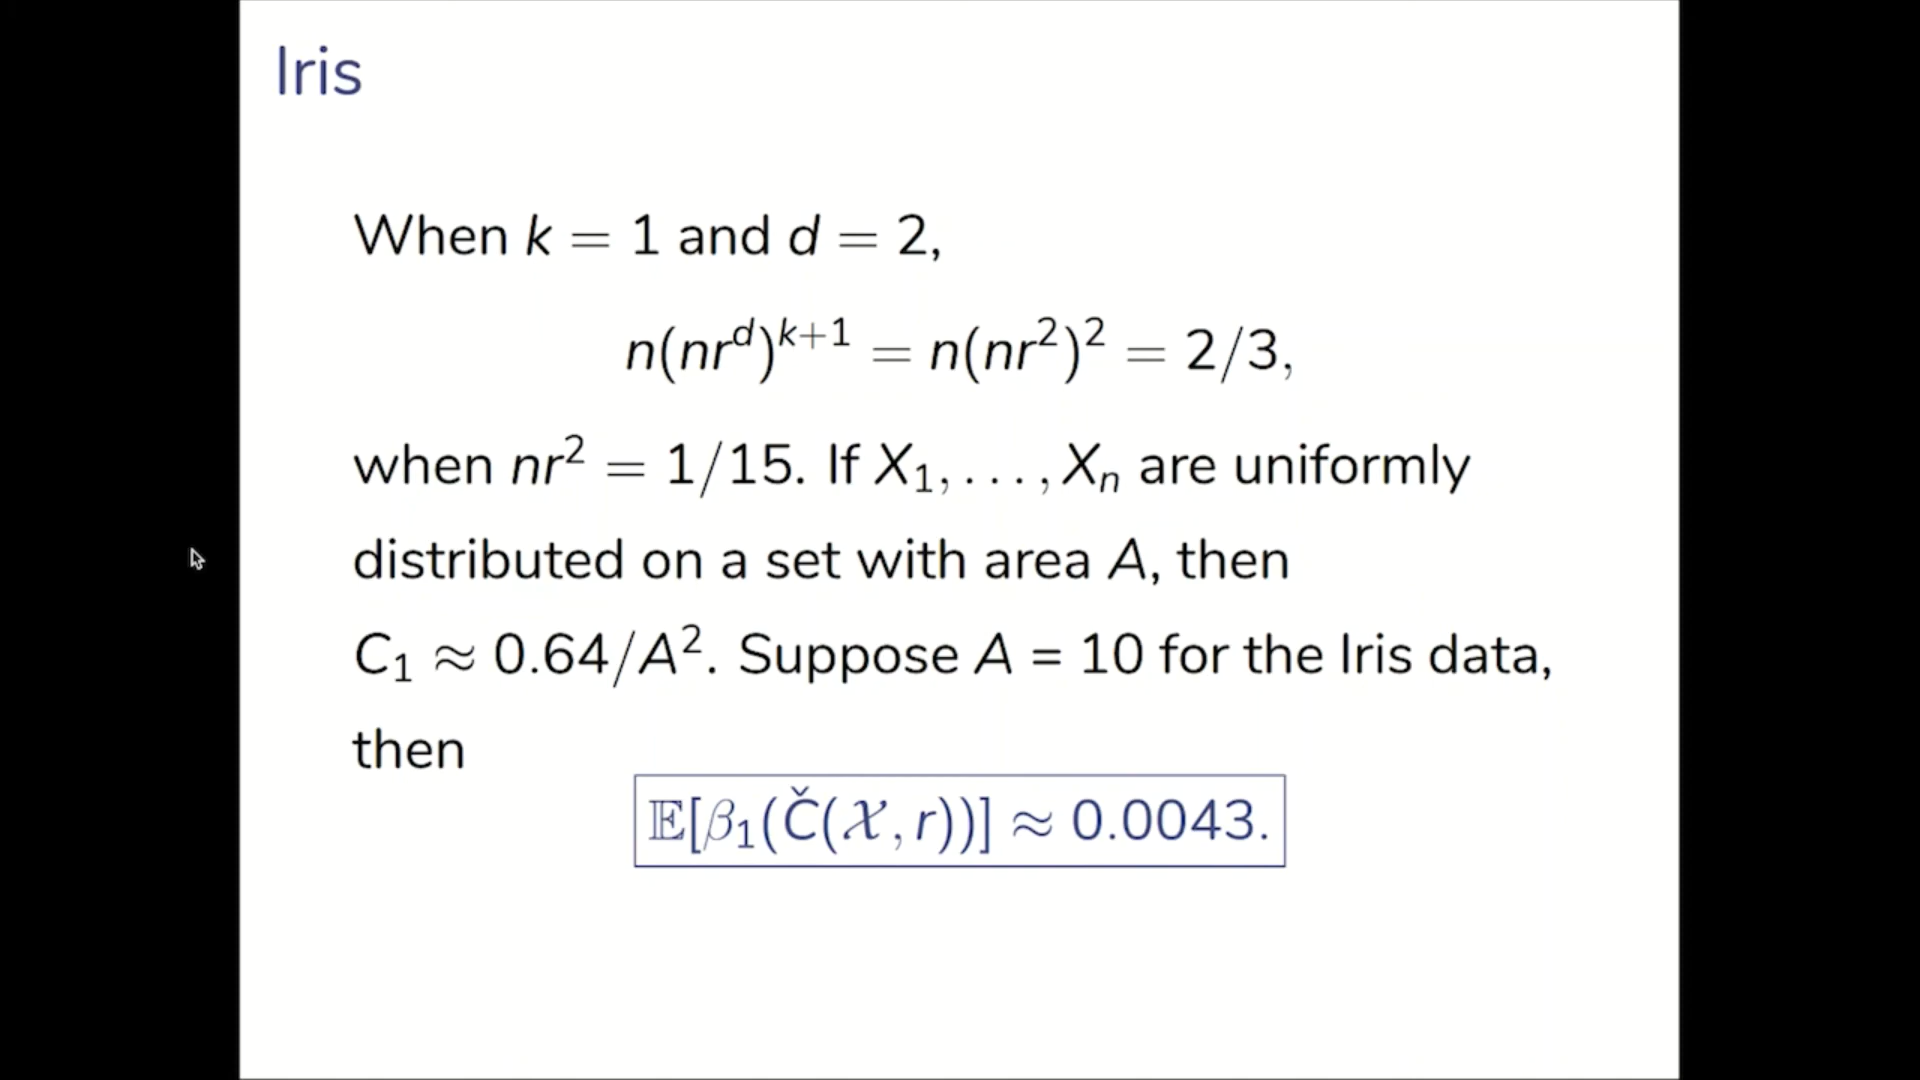 Iris
When k = 1 and d = 2,
n(nr^d)^{k+1} = n(nr²)² = 2/3,
when nr² = 1/15. If X₁, . . . , Xₙ are uniformly
distributed on a set with area A, then
C₁ ≈ 0.64/A². Suppose A = 10 for the Iris data,
then
𝔼[β₁(Č(𝒳, r))] ≈ 0.0043.